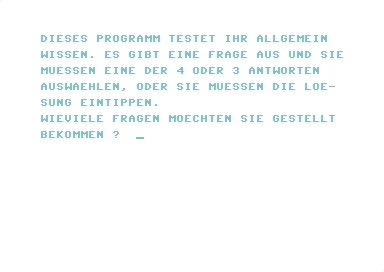 DIESES PROGRAMM TESTET IHR ALLGEMEIN
WISSEN. ES GIBT EINE FRAGE AUS UND SIE
MUESSEN EINE DER 4 ODER 3 ANTWORTEN
AUSWAEHLEN, ODER SIE MUESSEN DIE LOE-
SUNG EINTIPPEN.
WIEVIELE FRAGEN MOECHTEN SIE GESTELLT
BEKOMMEN ? _